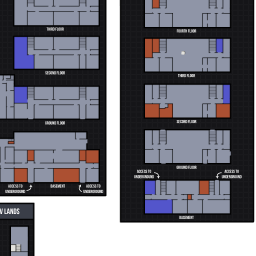 THIRD FLOOR
SECOND FLOOR
GROUND FLOOR
ACCESS TO
UNDERGROUND
BASEMENT
ACCESS TO
UNDERGROUND
LANDS
FOURTH FLOOR
THIRD FLOOR
SECOND FLOOR
GROUND FLOOR
ACCESS TO
UNDERGROUND
ACCESS TO
UNDERGROUND
BASEMENT